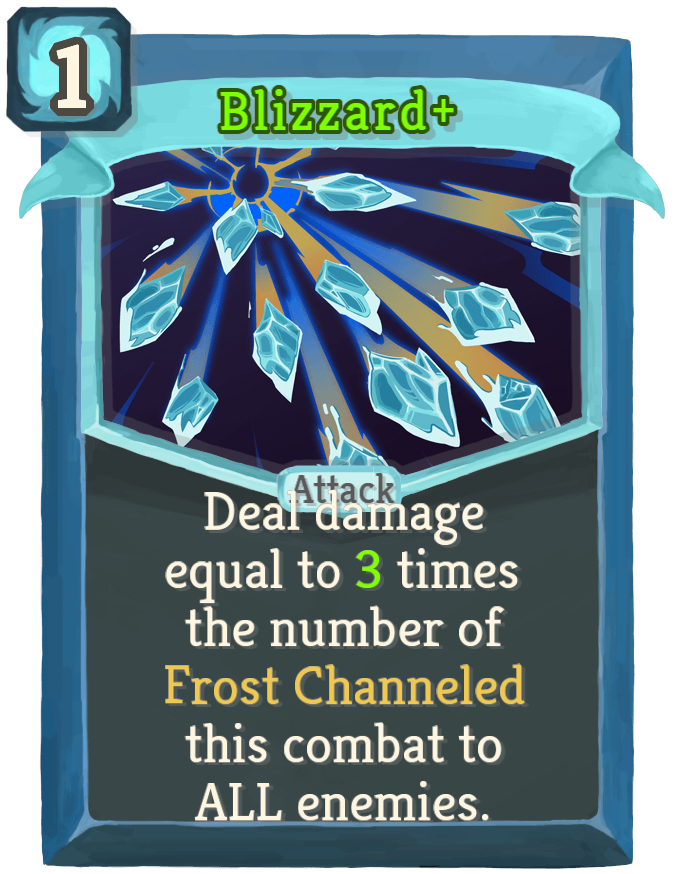 1
Blizzard+
Attack
Deal damage
equal to 3 times
the number of
Frost Channeled
this combat to
ALL enemies.